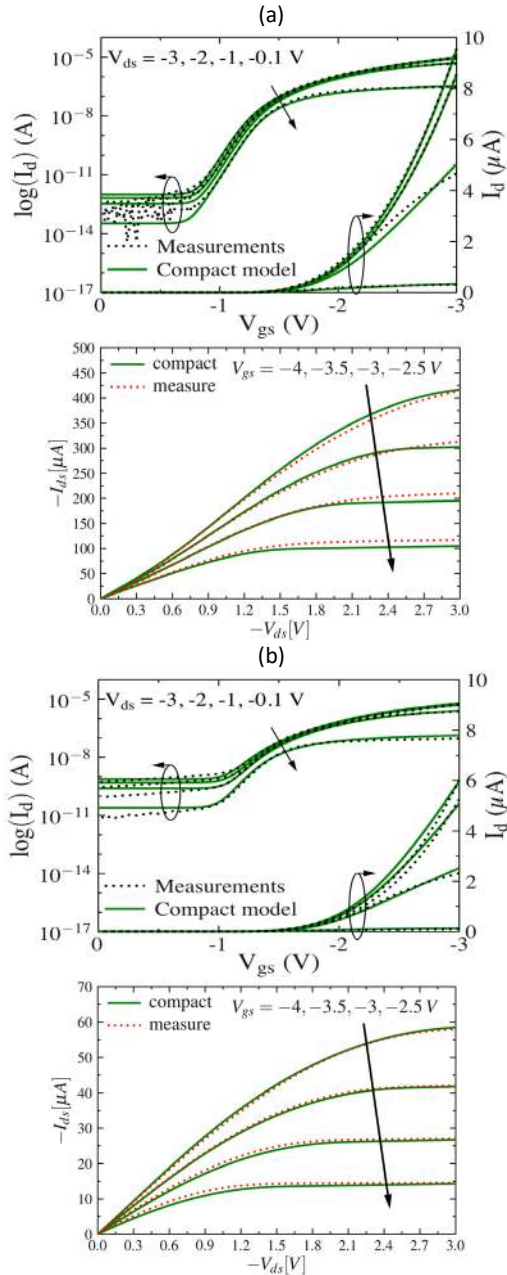 (a)
V_ds = -3, -2, -1, -0.1 V
10^-5
10^-8
10^-11
10^-14
10^-17
log(I_d) (A)
10
8
6
4
2
0
I_d (μA)
Measurements
Compact model
0
-1
-2
-3
V_gs (V)
compact
measure
V_gs = −4, −3.5, −3, −2.5 V
500
450
400
350
300
250
200
150
100
50
0
−I_ds[μA]
0.0 0.3 0.6 0.9 1.2 1.5 1.8 2.1 2.4 2.7 3.0
−V_ds[V]
(b)
V_ds = -3, -2, -1, -0.1 V
10^-5
10^-8
10^-11
10^-14
10^-17
log(I_d) (A)
10
8
6
4
2
0
I_d (μA)
Measurements
Compact model
0
-1
-2
-3
V_gs (V)
compact
measure
V_gs = −4, −3.5, −3, −2.5 V
70
60
50
40
30
20
10
0
−I_ds[μA]
0.0 0.3 0.6 0.9 1.2 1.5 1.8 2.1 2.4 2.7 3.0
−V_ds[V]